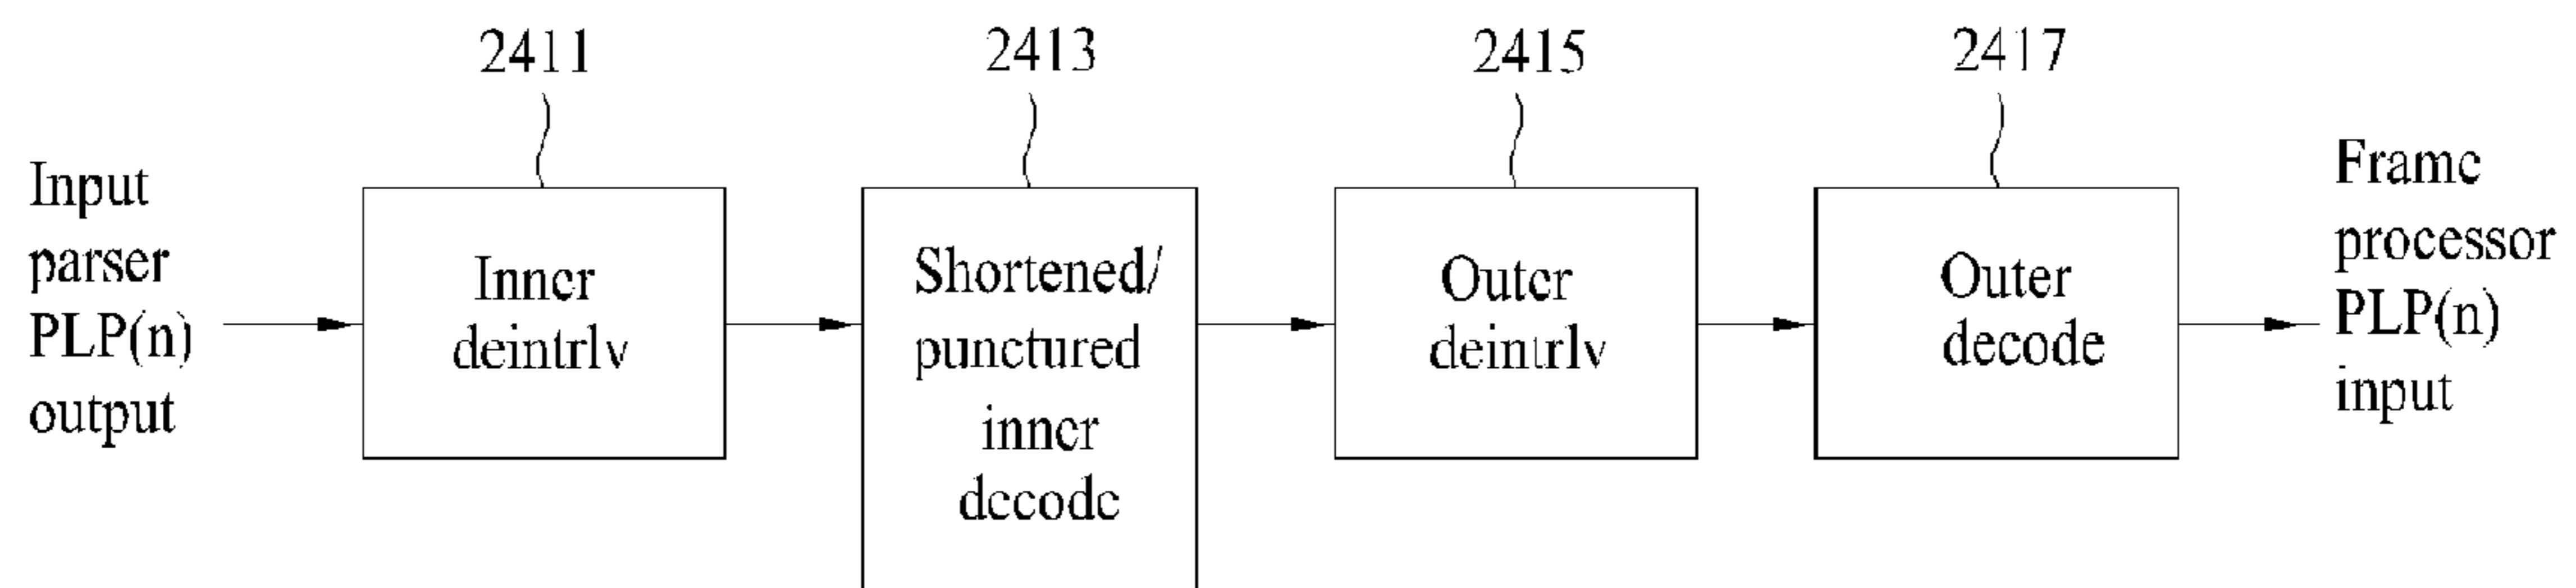 2411
2413
2415
2417
Input
parser
PLP(n)
output
Inner
deintrlv
Shortened/
punctured
inner
decode
Outer
deintrlv
Outer
decode
Frame
processor
PLP(n)
input